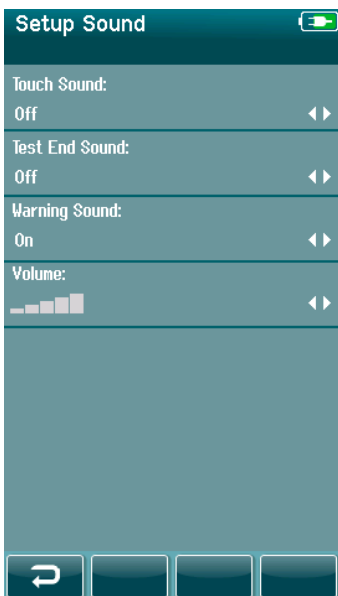 Setup Sound
Touch Sound:
Off
Test End Sound:
Off
Warning Sound:
On
Volume: